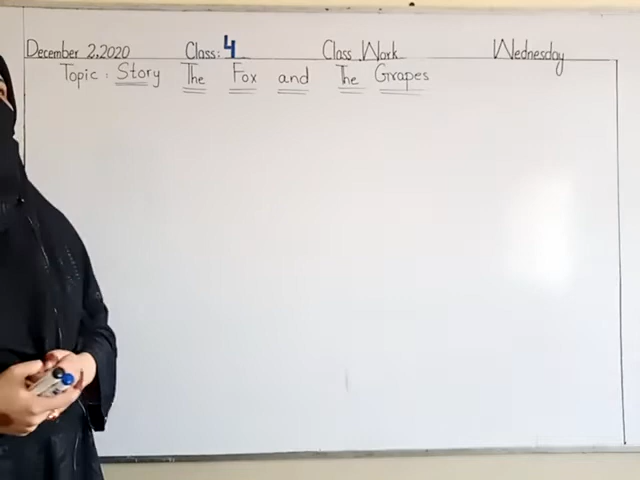 December 2,2020 Class: 4 Class Work Wednesday
Topic: Story The Fox and The Grapes